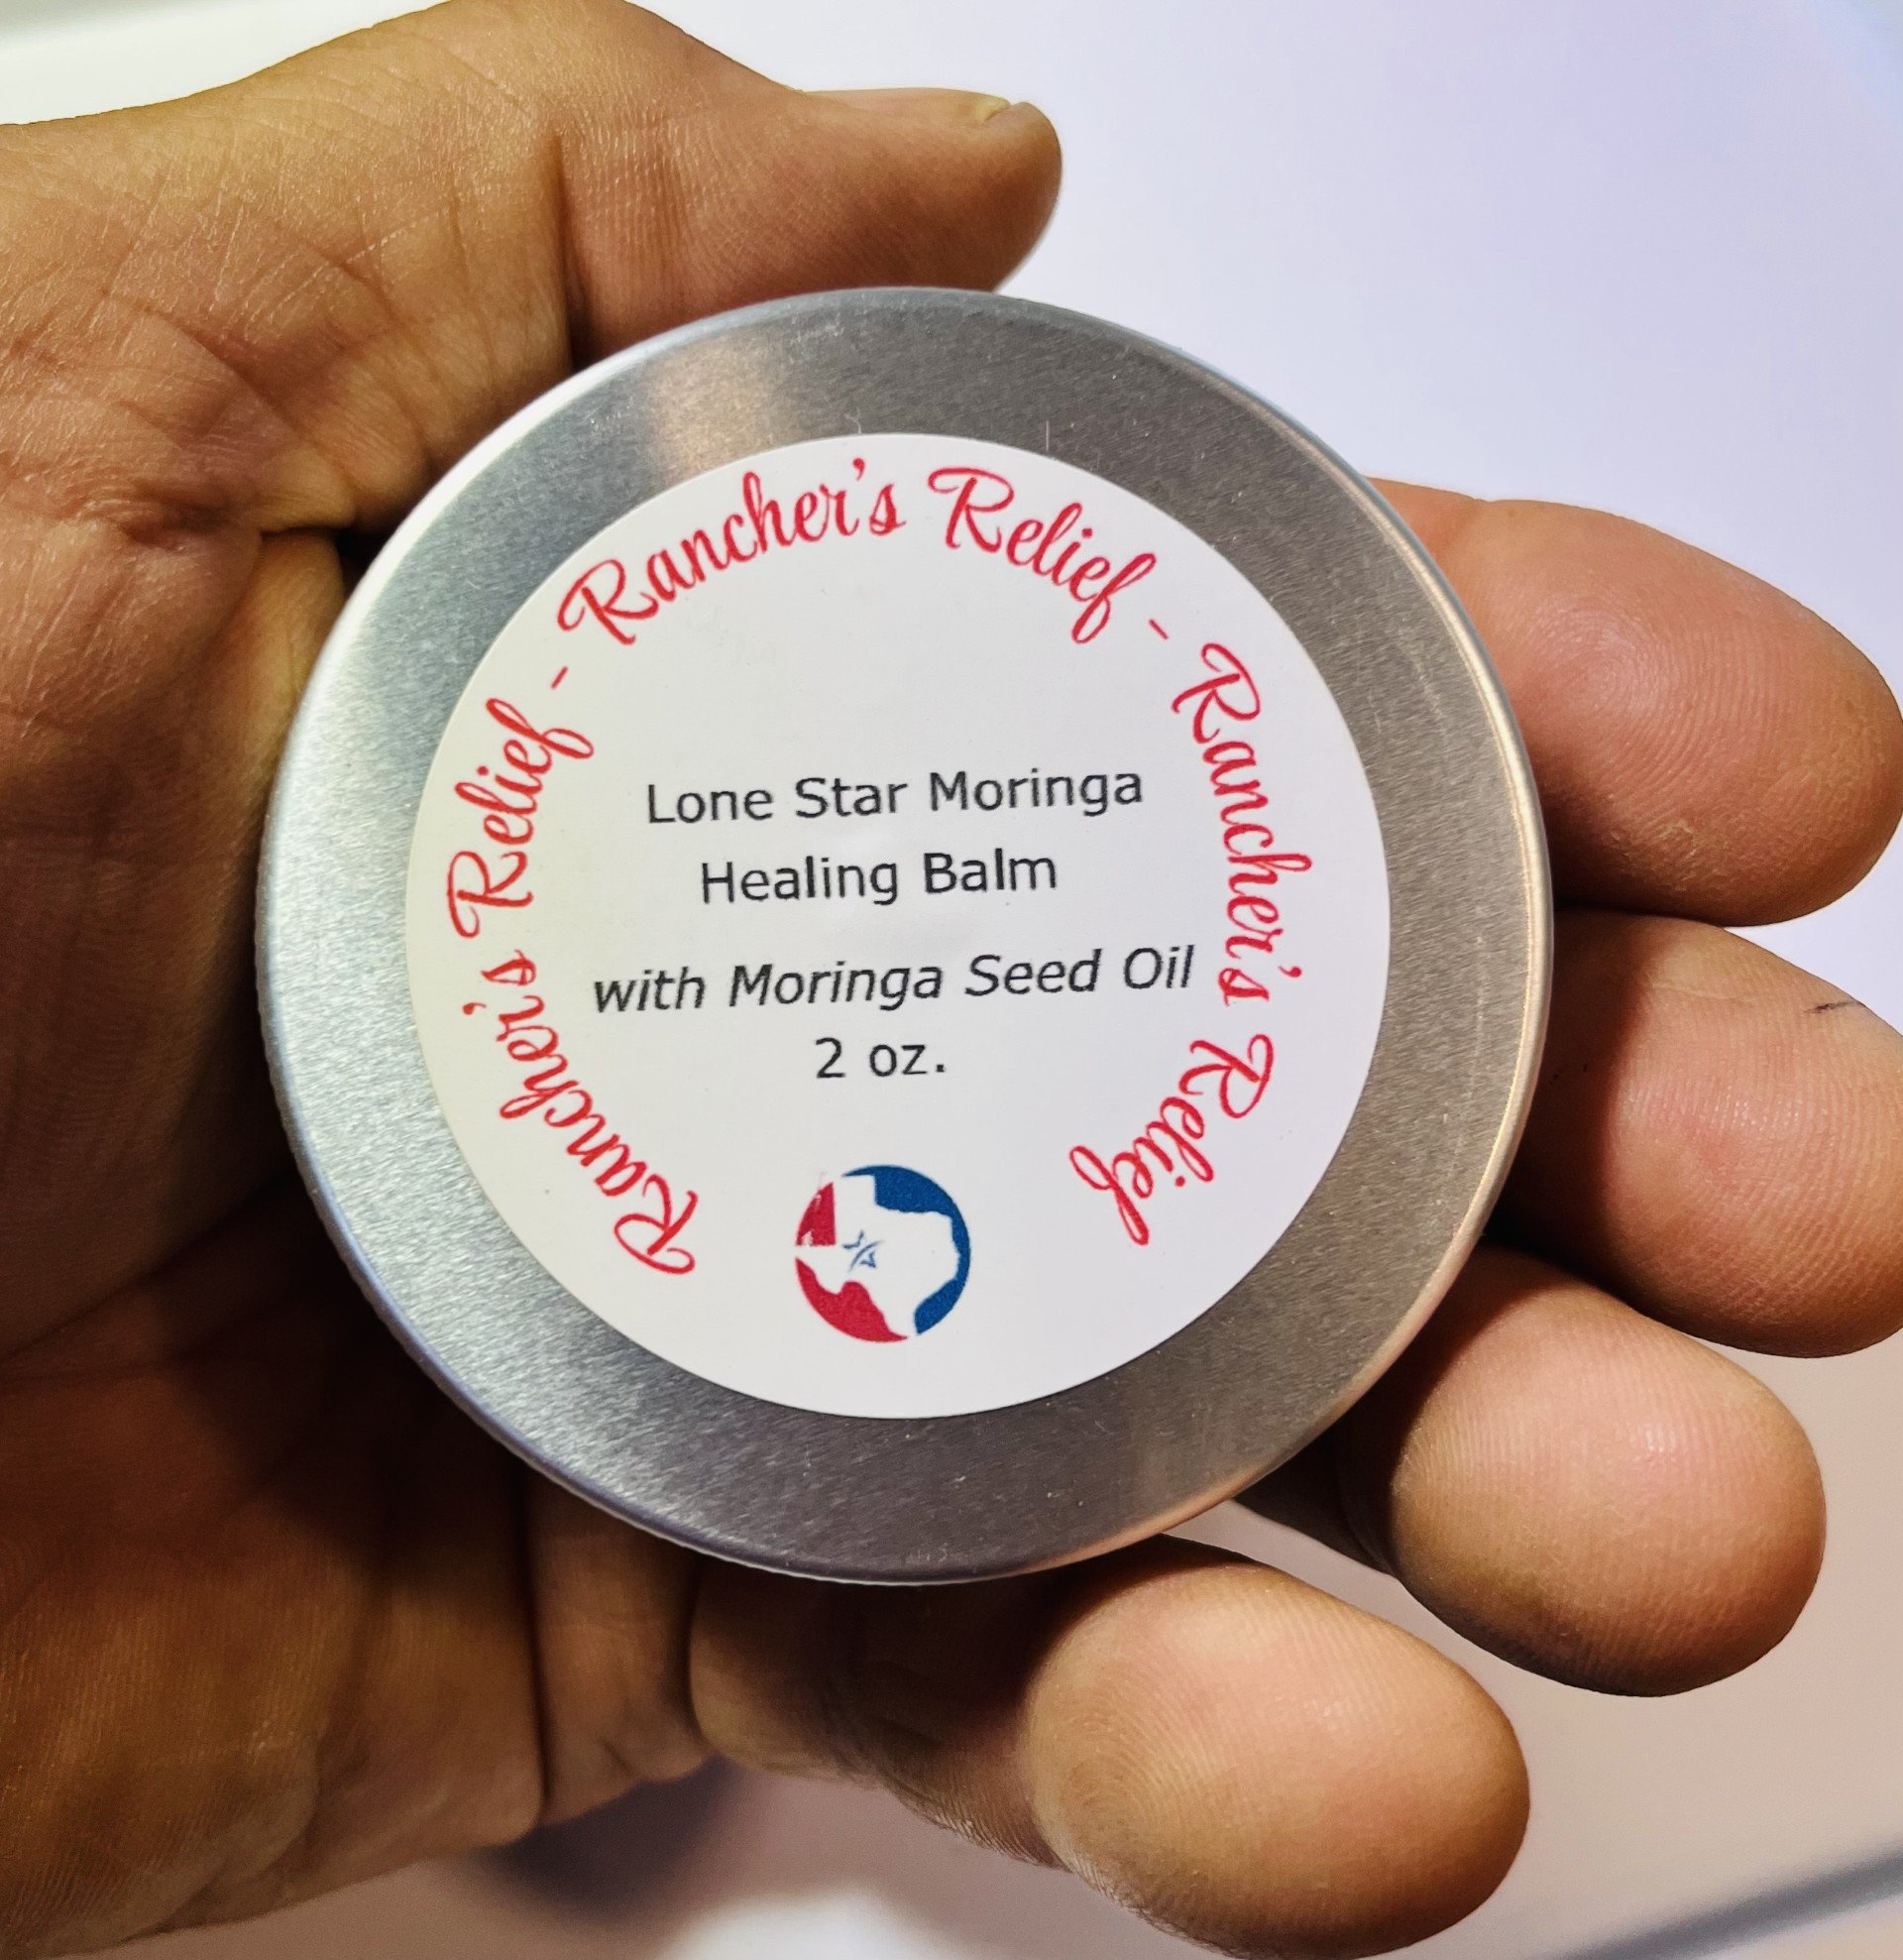 Rancher's Relief - Rancher's Relief - Rancher's Relief
Lone Star Moringa
Healing Balm
with Moringa Seed Oil
2 oz.